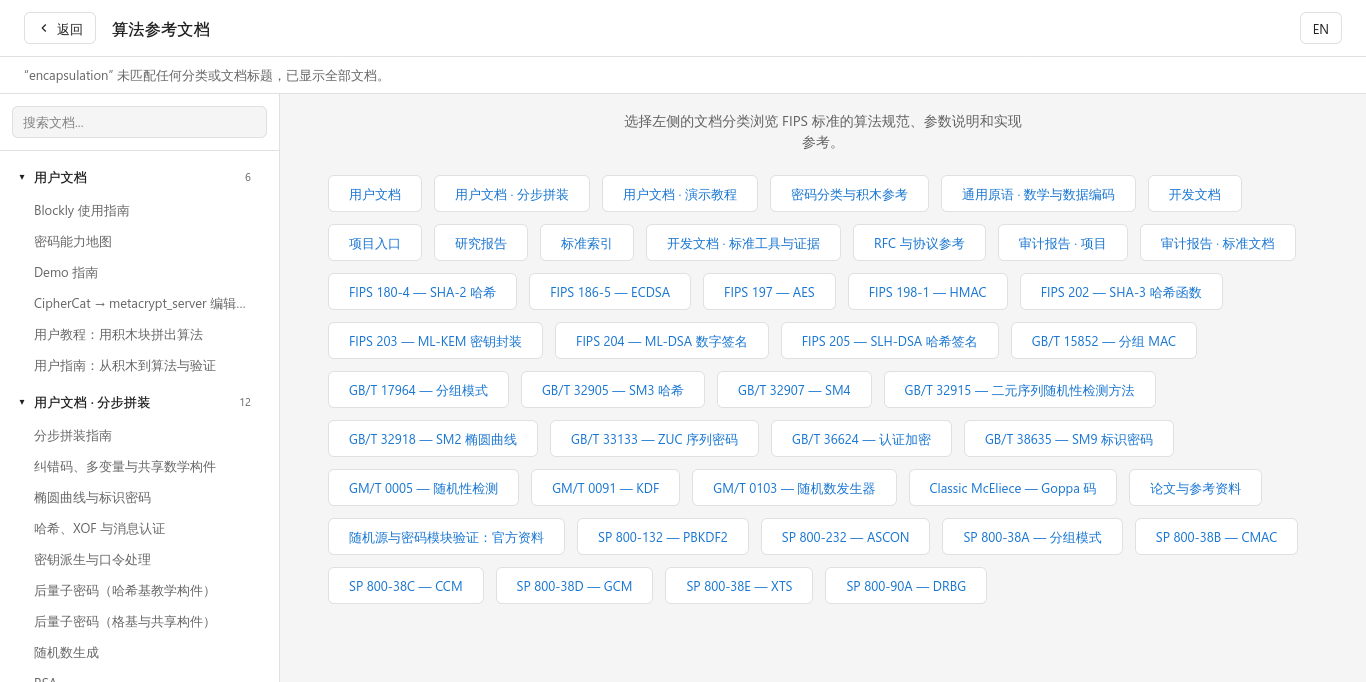 返回
算法参考文档
EN
“encapsulation” 未匹配任何分类或文档标题，已显示全部文档。
搜索文档...
用户文档 6
Blockly 使用指南
密码能力地图
Demo 指南
CipherCat → metacrypt_server 编辑...
用户教程：用积木块拼出算法
用户指南：从积木到算法与验证
用户文档 · 分步拼装 12
分步拼装指南
纠错码、多变量与共享数学构件
椭圆曲线与标识密码
哈希、XOF 与消息认证
密钥派生与口令处理
后量子密码（哈希基教学构件）
后量子密码（格基与共享构件）
随机数生成
RSA
选择左侧的文档分类浏览 FIPS 标准的算法规范、参数说明和实现
参考。
用户文档 用户文档 · 分步拼装 用户文档 · 演示教程 密码分类与积木参考 通用原语 · 数学与数据编码 开发文档
项目入口 研究报告 标准索引 开发文档 · 标准工具与证据 RFC 与协议参考 审计报告 · 项目 审计报告 · 标准文档
FIPS 180-4 — SHA-2 哈希 FIPS 186-5 — ECDSA FIPS 197 — AES FIPS 198-1 — HMAC FIPS 202 — SHA-3 哈希函数
FIPS 203 — ML-KEM 密钥封装 FIPS 204 — ML-DSA 数字签名 FIPS 205 — SLH-DSA 哈希签名 GB/T 15852 — 分组 MAC
GB/T 17964 — 分组模式 GB/T 32905 — SM3 哈希 GB/T 32907 — SM4 GB/T 32915 — 二元序列随机性检测方法
GB/T 32918 — SM2 椭圆曲线 GB/T 33133 — ZUC 序列密码 GB/T 36624 — 认证加密 GB/T 38635 — SM9 标识密码
GM/T 0005 — 随机性检测 GM/T 0091 — KDF GM/T 0103 — 随机数发生器 Classic McEliece — Goppa 码 论文与参考资料
随机源与密码模块验证：官方资料 SP 800-132 — PBKDF2 SP 800-232 — ASCON SP 800-38A — 分组模式 SP 800-38B — CMAC
SP 800-38C — CCM SP 800-38D — GCM SP 800-38E — XTS SP 800-90A — DRBG